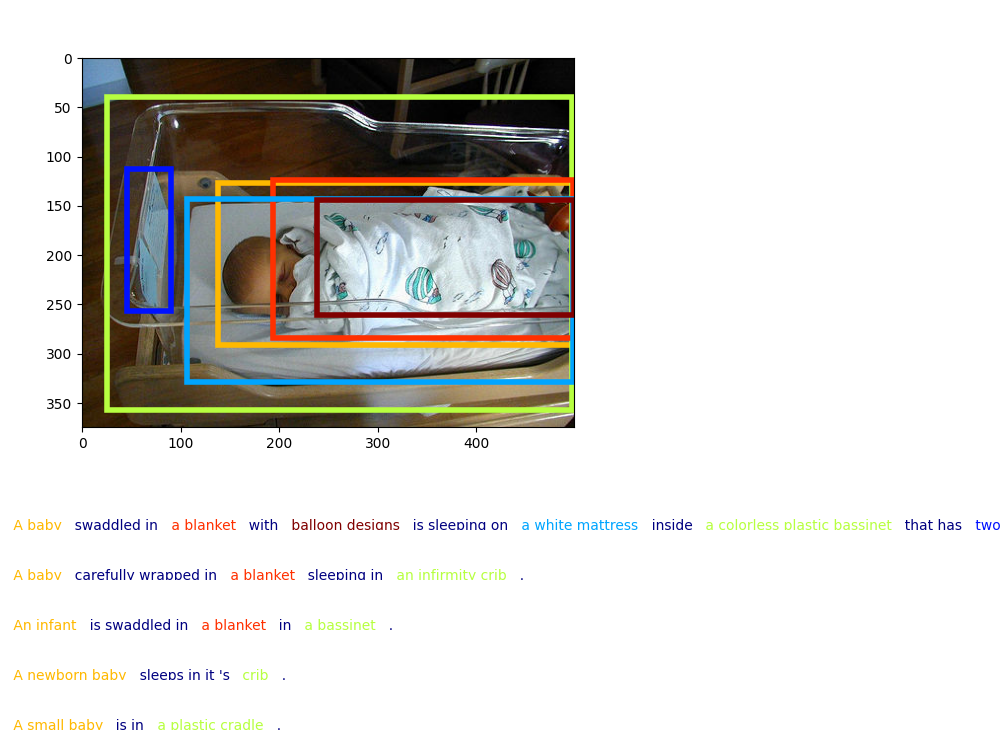 0
50
100
150
200
250
300
350
0 100 200 300 400
A baby swaddled in a blanket with balloon designs is sleeping on a white mattress inside a colorless plastic bassinet that has two
A baby carefully wrapped in a blanket sleeping in an infirmity crib .
An infant is swaddled in a blanket in a bassinet .
A newborn baby sleeps in it 's crib .
A small baby is in a plastic cradle .